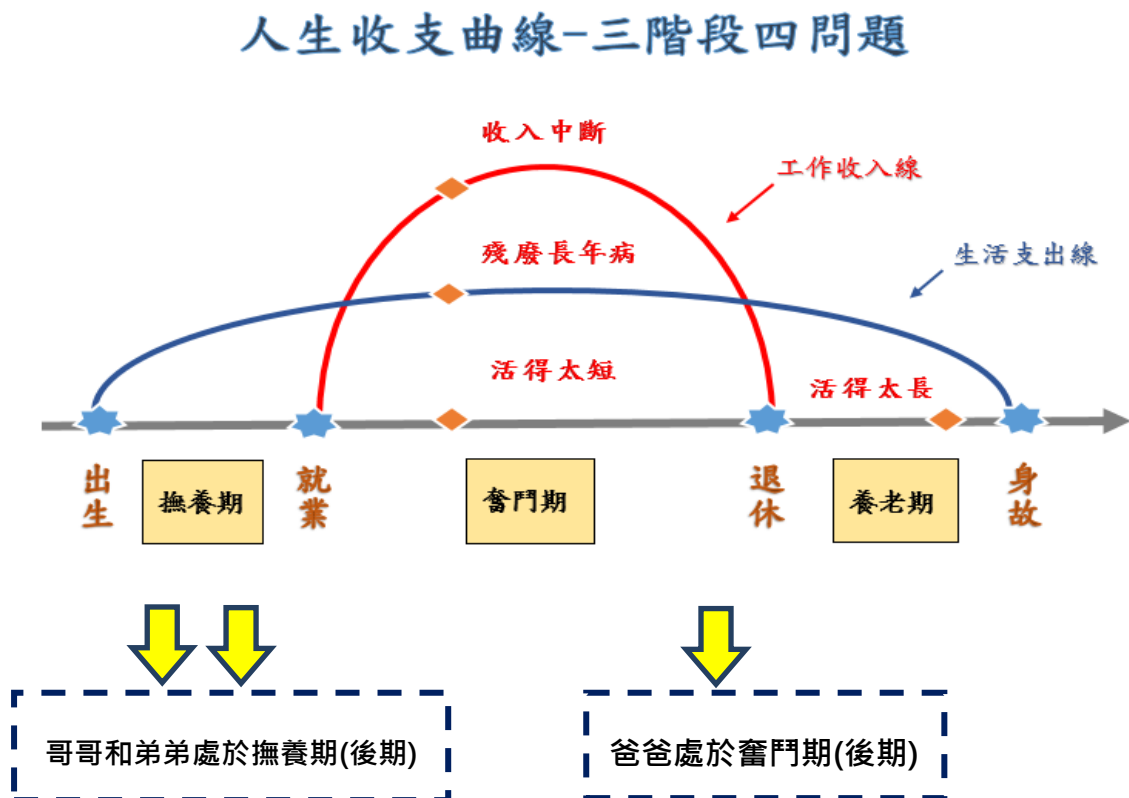 人生收支曲線-三階段四問題
收入中斷
工作收入線
殘廢長年病
生活支出線
活得太短
活得太長
出生
撫養期
就業
奮鬥期
退休
養老期
身故
哥哥和弟弟處於撫養期(後期)
爸爸處於奮鬥期(後期)